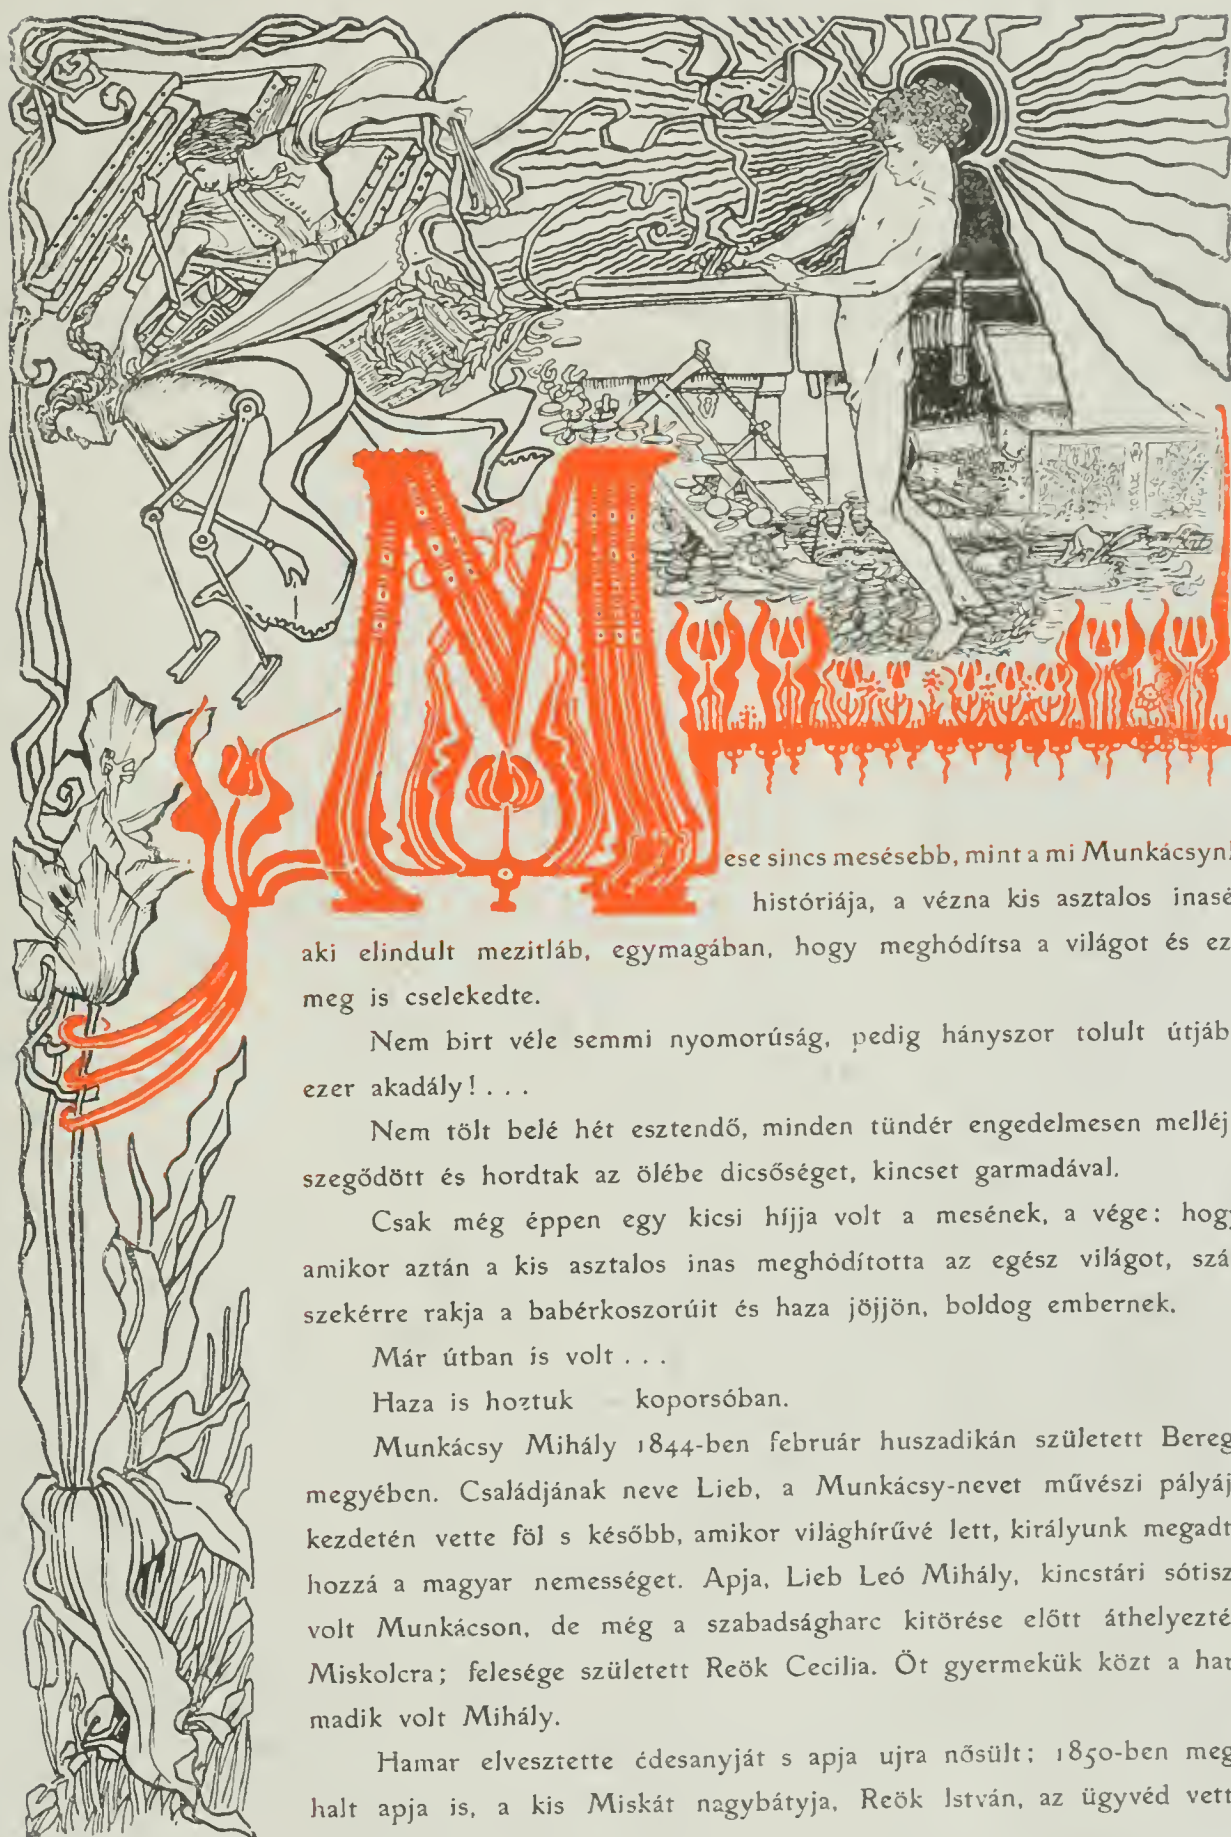 Mese sincs mesésebb, mint a mi Munkácsyn
históriája, a vézna kis asztalos inasé
aki elindult mezitláb, egymagában, hogy meghódítsa a világot és ez
meg is cselekedte.
Nem birt véle semmi nyomorúság, pedig hányszor tolult útjáb
ezer akadály! . . .
Nem tölt belé hét esztendő, minden tündér engedelmesen melléj
szegődött és hordtak az ölébe dicsőséget, kincset garmadával.
Csak még éppen egy kicsi híjja volt a mesének, a vége: hogy
amikor aztán a kis asztalos inas meghódította az egész világot, szá
szekérre rakja a babérkoszorúit és haza jöjjön, boldog embernek.
Már útban is volt . . .
Haza is hoztuk – koporsóban.
Munkácsy Mihály 1844-ben február huszadikán született Bereg
megyében. Családjának neve Lieb, a Munkácsy-nevet művészi pályáj
kezdetén vette föl s később, amikor világhírűvé lett, királyunk megadt
hozzá a magyar nemességet. Apja, Lieb Leó Mihály, kincstári sótisz
volt Munkácson, de még a szabadságharc kitörése előtt áthelyezté
Miskolcra; felesége született Reök Cecilia. Öt gyermekük közt a har
madik volt Mihály.
Hamar elvesztette édesanyját s apja ujra nősült; 1850-ben meg
halt apja is, a kis Miskát nagybátyja, Reök István, az ügyvéd vett